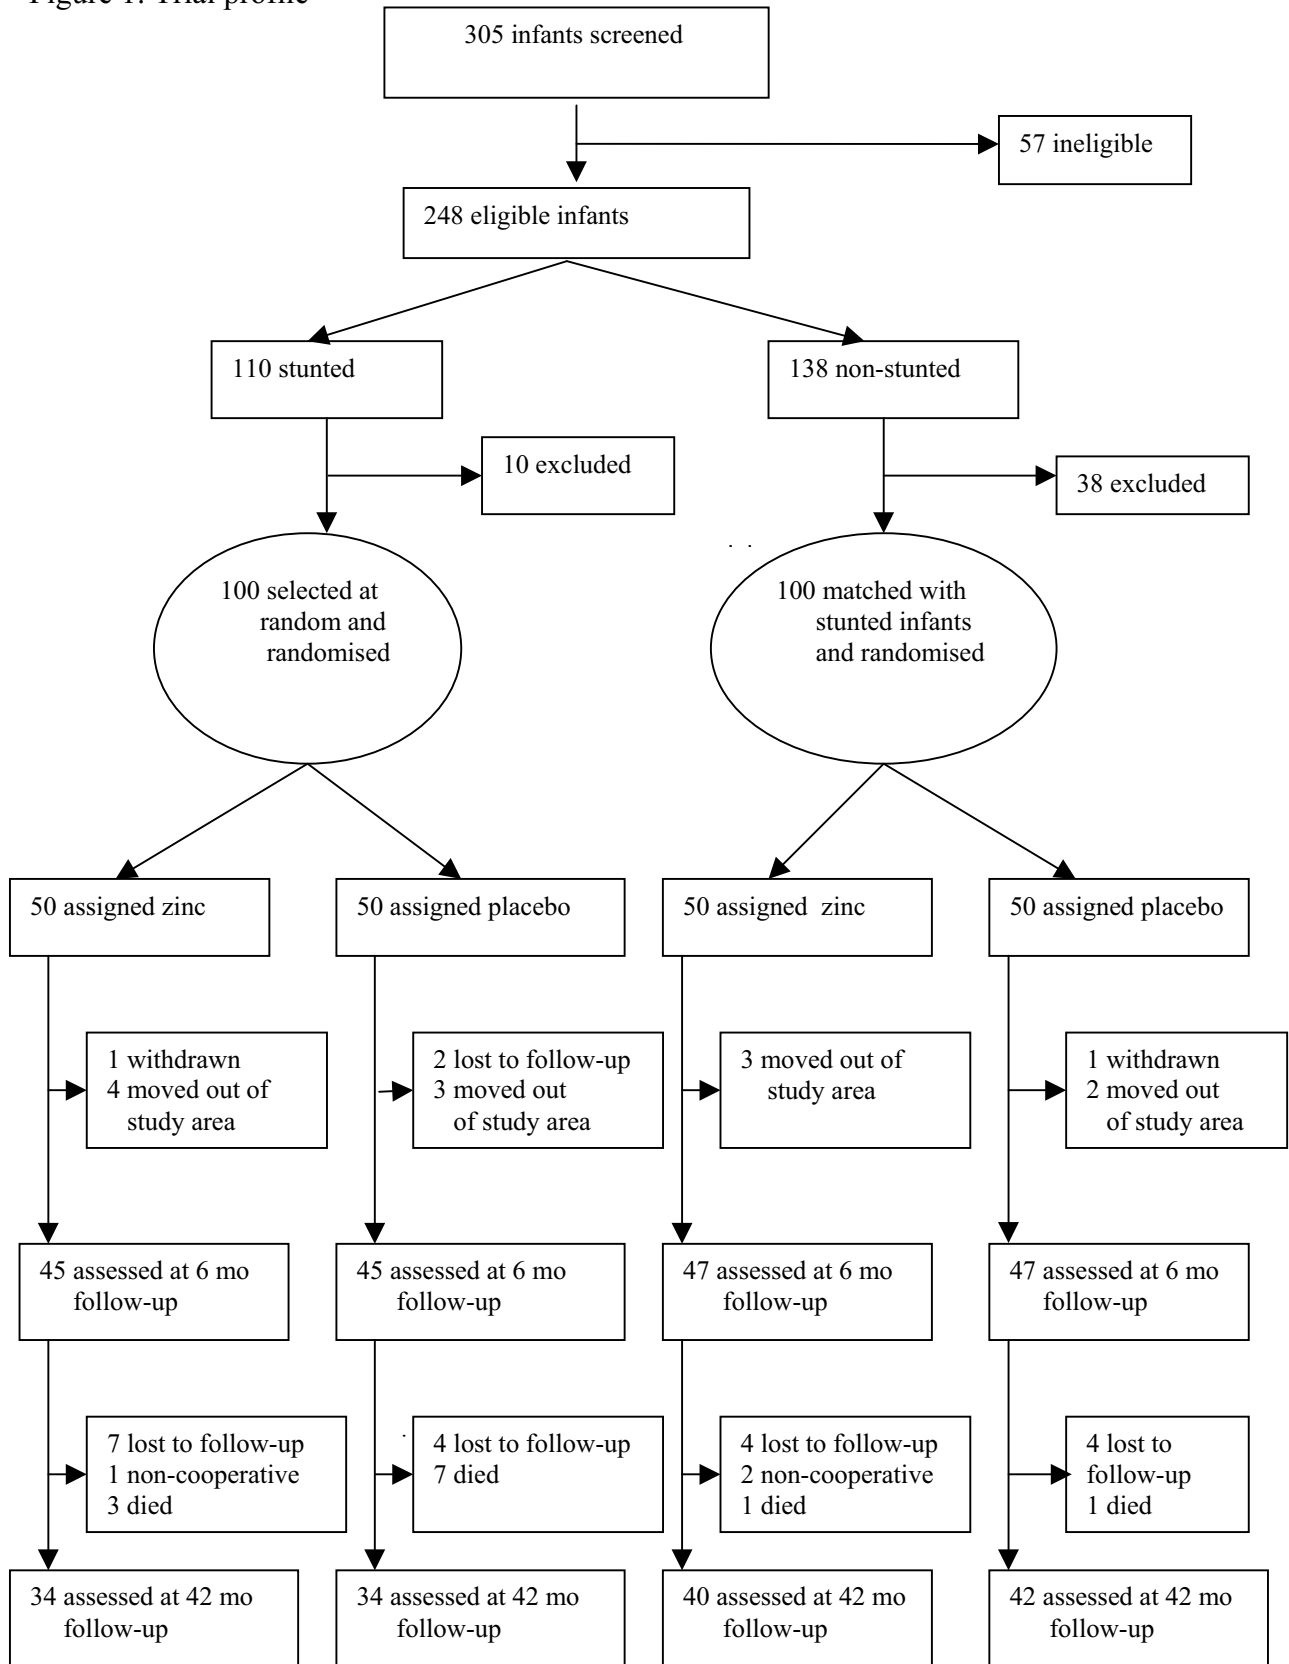 Figure 1: Trial profile
305 infants screened
57 ineligible
248 eligible infants
110 stunted
138 non-stunted
10 excluded
38 excluded
100 selected at
random and
randomised
100 matched with
stunted infants
and randomised
50 assigned zinc
50 assigned placebo
50 assigned zinc
50 assigned placebo
1 withdrawn
4 moved out of
study area
2 lost to follow-up
3 moved out
of study area
3 moved out of
study area
1 withdrawn
2 moved out
of study area
45 assessed at 6 mo
follow-up
45 assessed at 6 mo
follow-up
47 assessed at 6 mo
follow-up
47 assessed at 6 mo
follow-up
7 lost to follow-up
1 non-cooperative
3 died
4 lost to follow-up
7 died
4 lost to follow-up
2 non-cooperative
1 died
4 lost to
follow-up
1 died
34 assessed at 42 mo
follow-up
34 assessed at 42 mo
follow-up
40 assessed at 42 mo
follow-up
42 assessed at 42 mo
follow-up